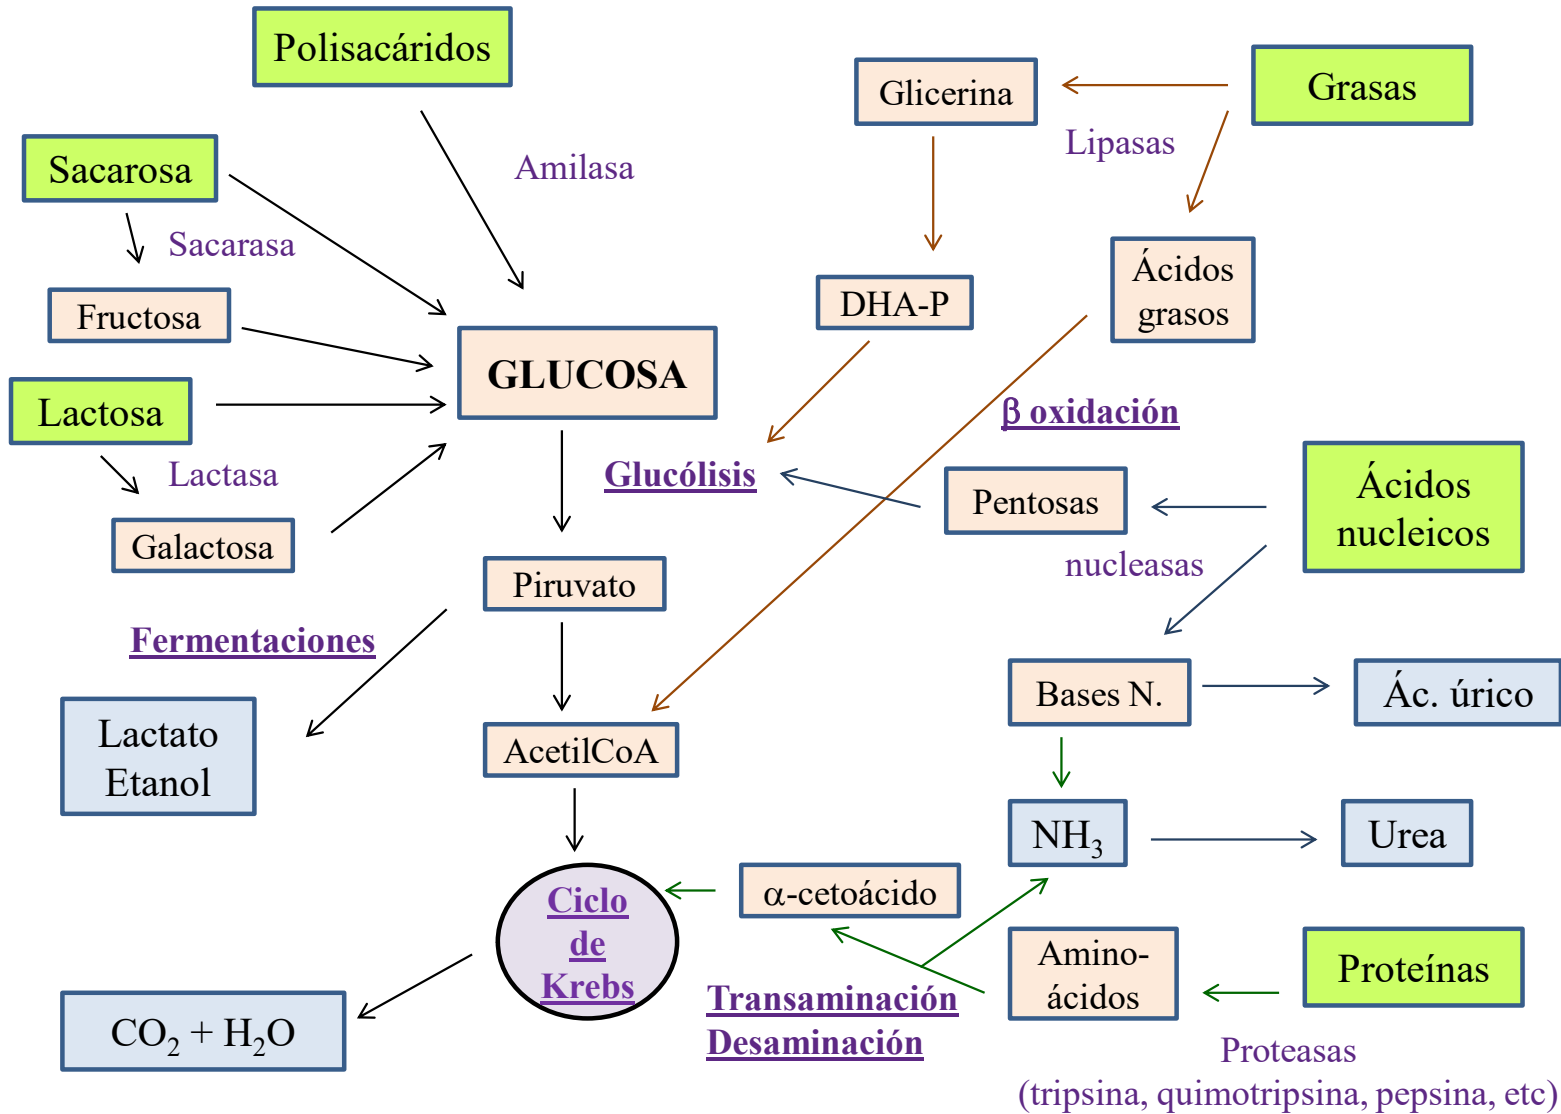 Polisacáridos
Glicerina
Grasas
Lipasas
Sacarosa
Amilasa
Sacarasa
Ácidos
grasos
Fructosa
DHA-P
GLUCOSA
Lactosa
β oxidación
Lactasa
Glucólisis
Pentosas
Ácidos
nucleicos
Galactosa
Piruvato
nucleasas
Fermentaciones
Bases N.
Ác. úrico
Lactato
Etanol
AcetilCoA
NH₃
Urea
Ciclo
de
Krebs
α-cetoácido
Amino-
ácidos
Proteínas
Transaminación
Desaminación
CO₂ + H₂O
Proteasas
(tripsina, quimotripsina, pepsina, etc)